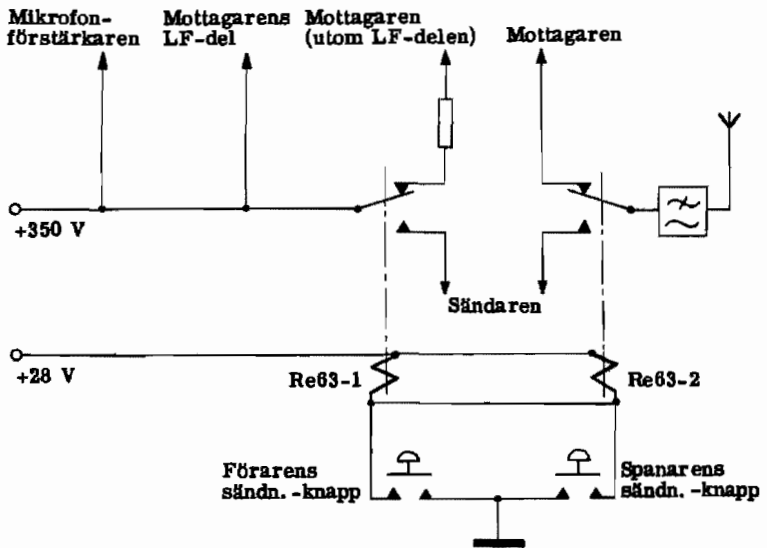 Mikrofon-
förstärkaren
Mottagarens
LF-del
Mottagaren
(utom LF-delen)
Mottagaren
+350 V
Sändaren
+28 V
Re63-1
Re63-2
Förarens
sändn.-knapp
Spanarens
sändn.-knapp